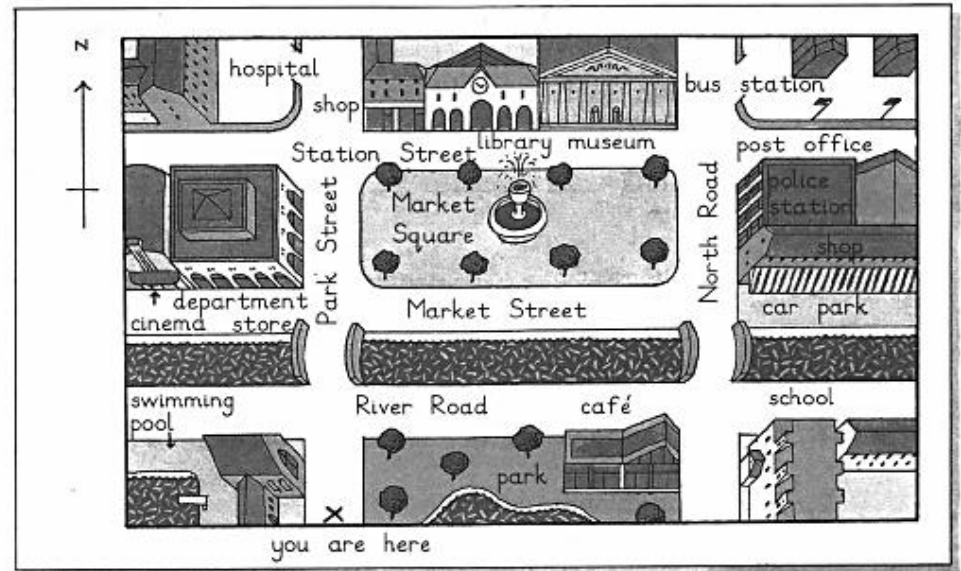 N
hospital
shop
bus station
library museum
Station Street
post office
police
station
shop
Park Street
Market
Square
North Road
department
store
cinema
Market Street
car park
swimming
pool
River Road
café
school
park
X
you are here